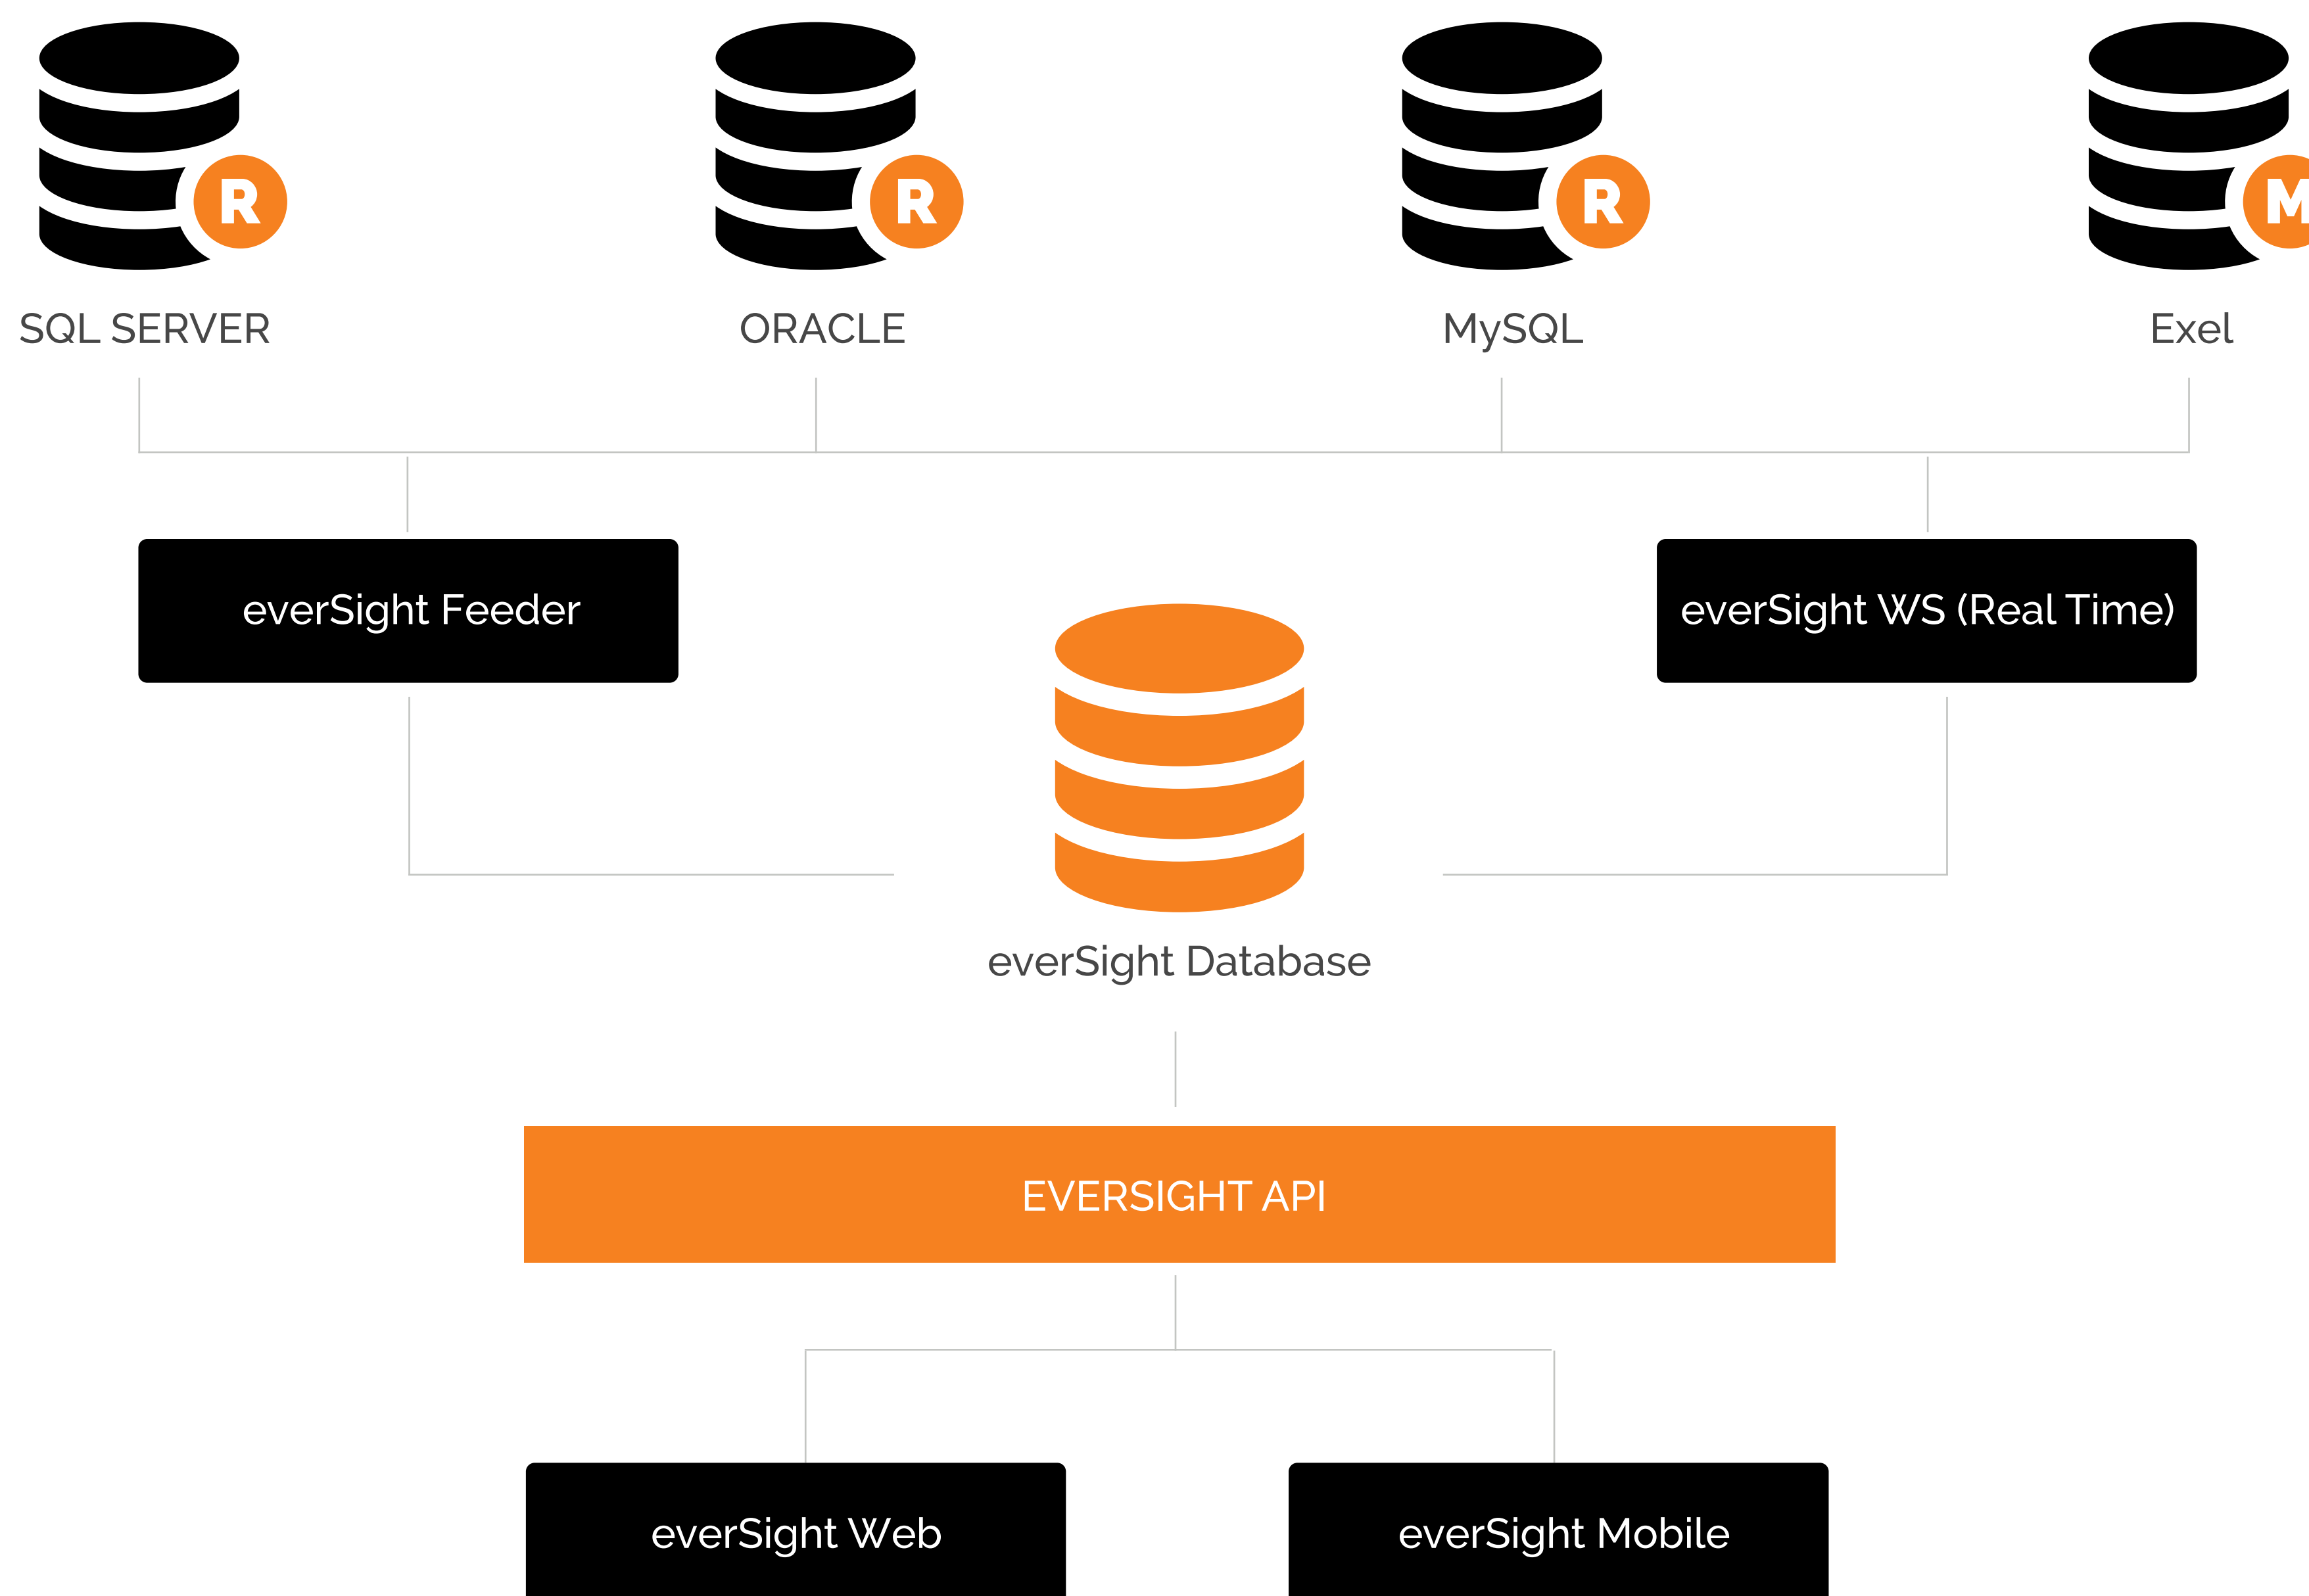 R
R
R
M
SQL SERVER
ORACLE
MySQL
Exel
everSight Feeder
everSight WS (Real Time)
everSight Database
EVERSIGHT API
everSight Web
everSight Mobile